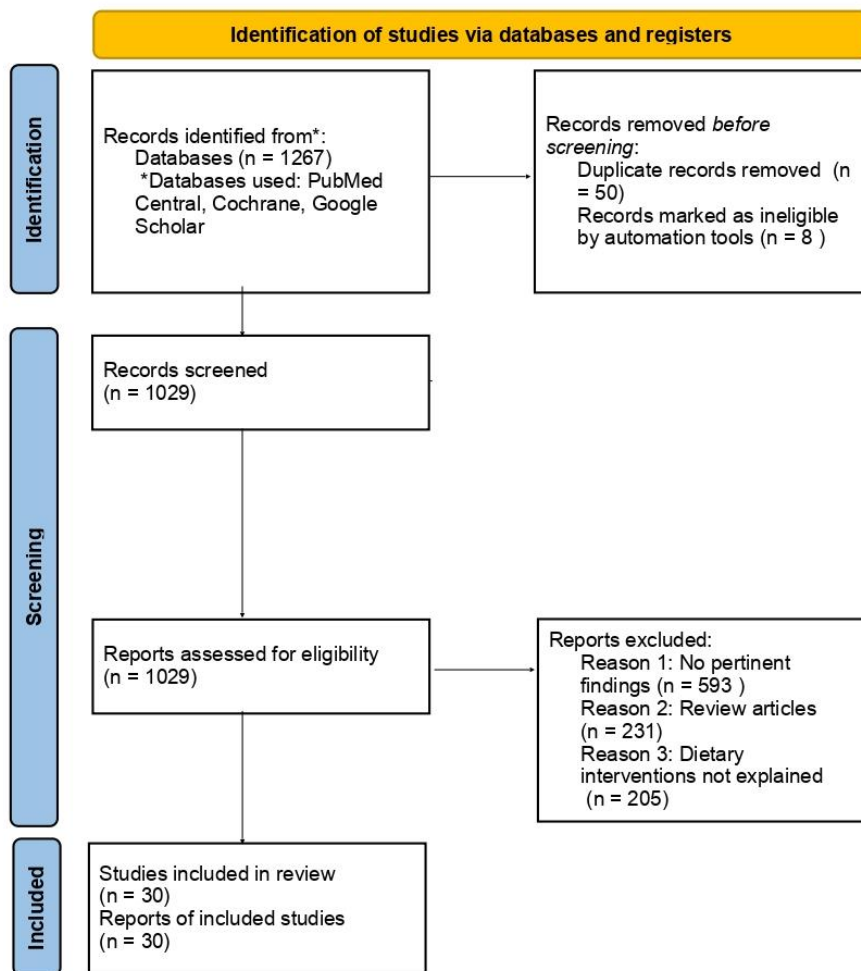 Identification of studies via databases and registers
Identification
Records identified from*:
Databases (n = 1267)
*Databases used: PubMed
Central, Cochrane, Google
Scholar
Records removed before
screening:
Duplicate records removed (n
= 50)
Records marked as ineligible
by automation tools (n = 8 )
Screening
Records screened
(n = 1029)
Reports assessed for eligibility
(n = 1029)
Reports excluded:
Reason 1: No pertinent
findings (n = 593 )
Reason 2: Review articles
(n = 231)
Reason 3: Dietary
interventions not explained
(n = 205)
Included
Studies included in review
(n = 30)
Reports of included studies
(n = 30)